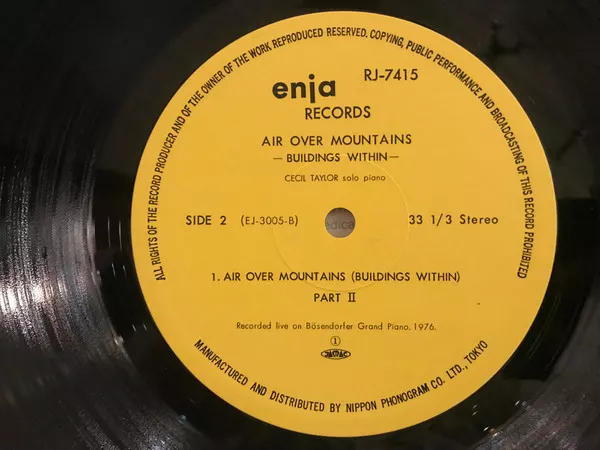 ALL RIGHTS OF THE RECORD PRODUCER AND OF THE OWNER OF THE WORK REPRODUCED RESERVED. COPYING, PUBLIC PERFORMANCE AND BROADCASTING OF THIS RECORD PROHIBITED
enja RJ-7415
RECORDS
AIR OVER MOUNTAINS
— BUILDINGS WITHIN —
CECIL TAYLOR solo piano
SIDE 2 (EJ-3005-B) edica 33 1/3 Stereo
1. AIR OVER MOUNTAINS (BUILDINGS WITHIN)
PART II
Recorded live on Bösendorfer Grand Piano. 1976.
①
JASRAC
MANUFACTURED AND DISTRIBUTED BY NIPPON PHONOGRAM CO. LTD., TOKYO